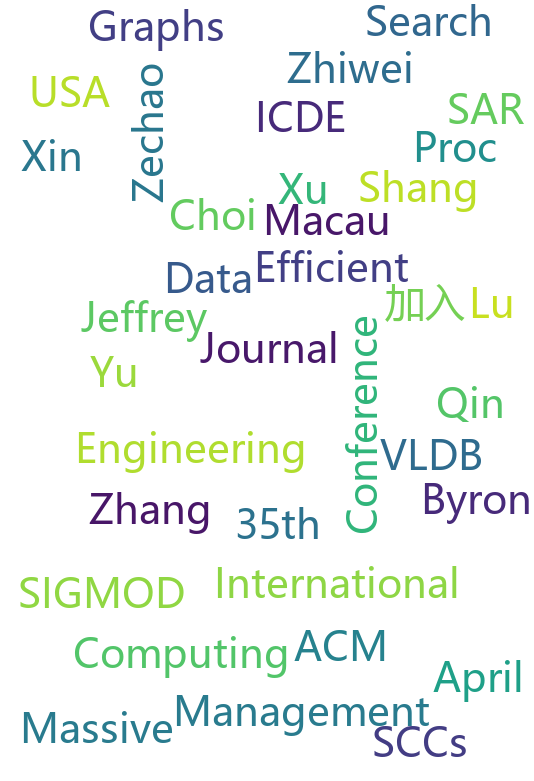 Graphs
Search
Zhiwei
USA
Zechao
ICDE
SAR
Proc
Xin
Xu
Shang
Choi
Macau
Data
Efficient
加入
Lu
Jeffrey
Journal
Yu
Conference
Qin
Engineering
VLDB
Byron
Zhang
35th
SIGMOD
International
Computing
ACM
April
Massive
Management
SCCs